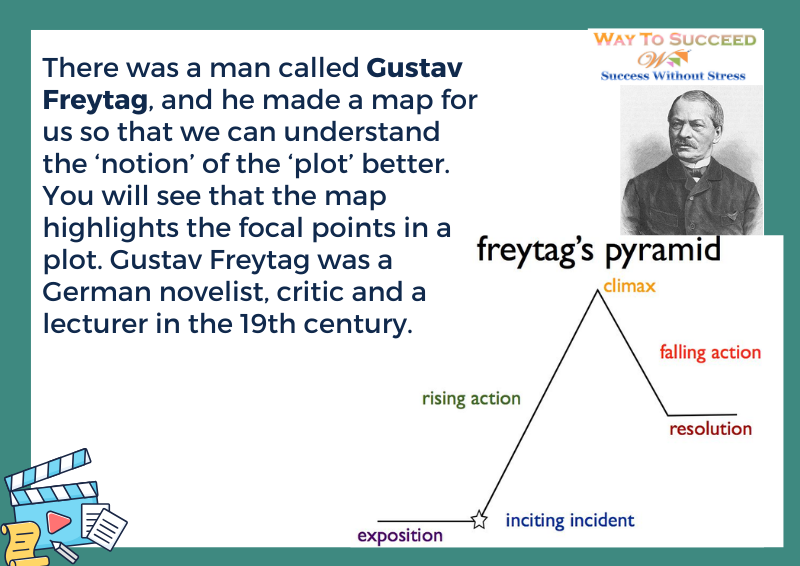 There was a man called Gustav
Freytag, and he made a map for
us so that we can understand
the ‘notion’ of the ‘plot’ better.
You will see that the map
highlights the focal points in a
plot. Gustav Freytag was a
German novelist, critic and a
lecturer in the 19th century.
WAY TO SUCCEED
W
Success Without Stress
freytag’s pyramid
climax
falling action
rising action
resolution
inciting incident
exposition